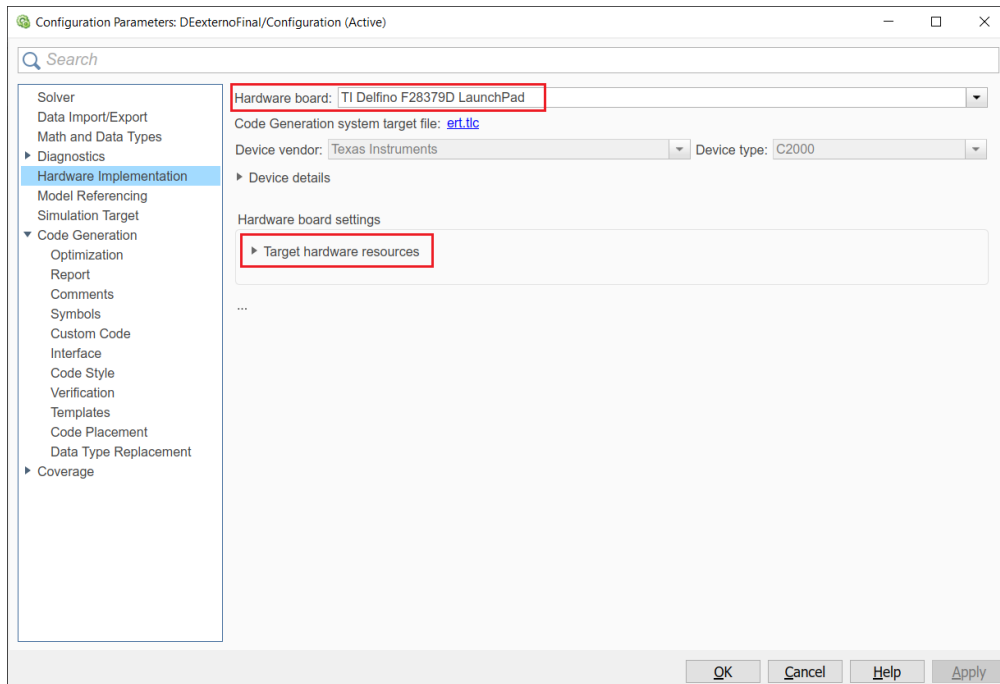 Configuration Parameters: DEexternoFinal/Configuration (Active)
Search
Solver
Data Import/Export
Math and Data Types
Diagnostics
Hardware Implementation
Model Referencing
Simulation Target
Code Generation
Optimization
Report
Comments
Symbols
Custom Code
Interface
Code Style
Verification
Templates
Code Placement
Data Type Replacement
Coverage
Hardware board: TI Delfino F28379D LaunchPad
Code Generation system target file: ert.tlc
Device vendor: Texas Instruments Device type: C2000
Device details
Hardware board settings
Target hardware resources
...
OK Cancel Help Apply